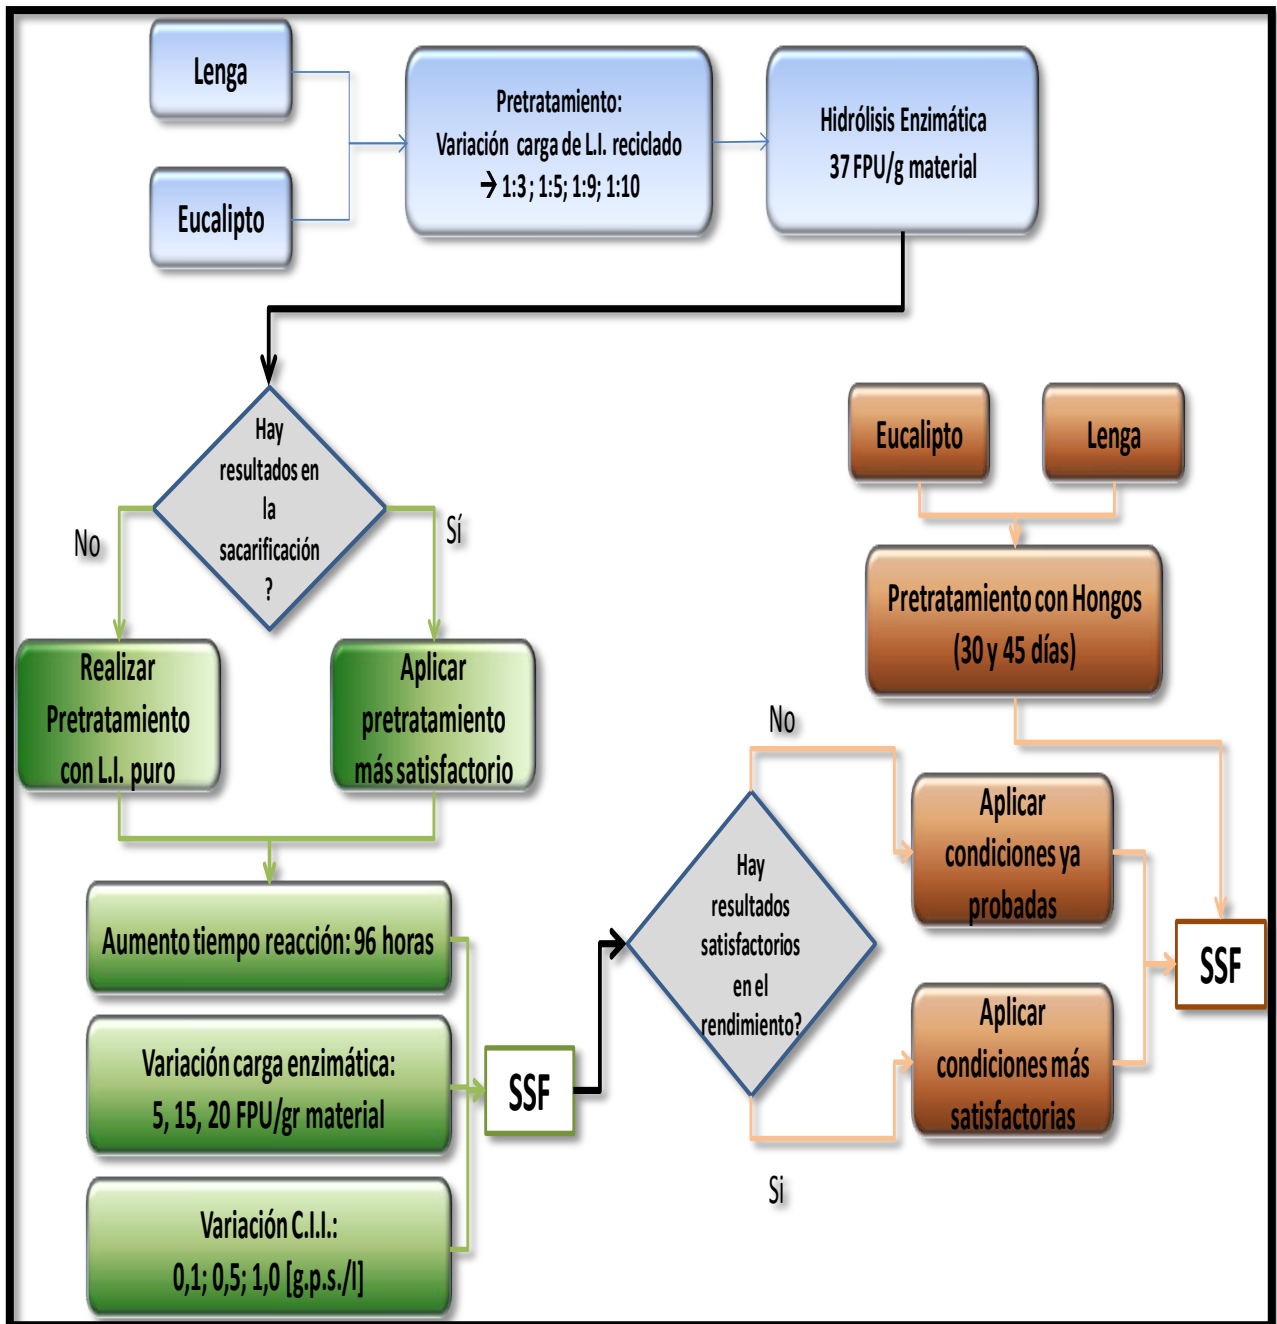 Lenga
Eucalipto
Pretratamiento:
Variación carga de L.I. reciclado
→ 1:3 ; 1:5; 1:9; 1:10
Hidrólisis Enzimática
37 FPU/g material
Hay
resultados en
la
sacarificación
?
No
Sí
Realizar
Pretratamiento
con L.I. puro
Aplicar
pretratamiento
más satisfactorio
Aumento tiempo reacción: 96 horas
Variación carga enzimática:
5, 15, 20 FPU/gr material
Variación C.I.I.:
0,1; 0,5; 1,0 [g.p.s./l]
SSF
Hay
resultados
satisfactorios
en el
rendimiento?
No
Si
Eucalipto
Lenga
Pretratamiento con Hongos
(30 y 45 días)
Aplicar
condiciones ya
probadas
Aplicar
condiciones más
satisfactorias
SSF